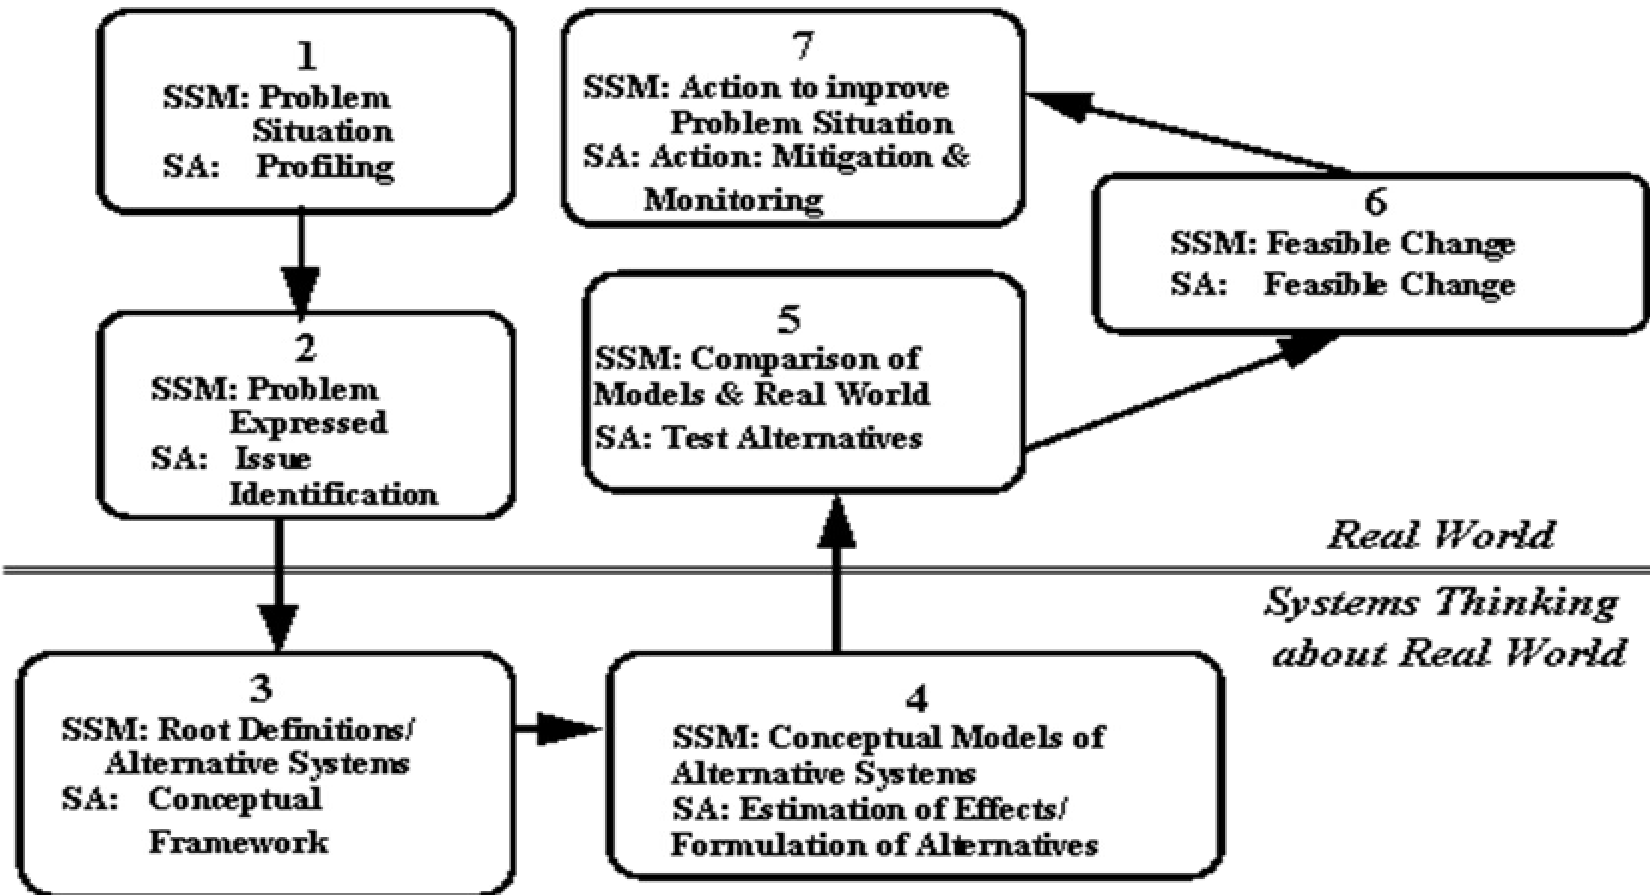 1
SSM: Problem
Situation
SA: Profiling
2
SSM: Problem
Expressed
SA: Issue
Identification
3
SSM: Root Definitions/
Alternative Systems
SA: Conceptual
Framework
4
SSM: Conceptual Models of
Alternative Systems
SA: Estimation of Effects/
Formulation of Alternatives
5
SSM: Comparison of
Models & Real World
SA: Test Alternatives
6
SSM: Feasible Change
SA: Feasible Change
7
SSM: Action to improve
Problem Situation
SA: Action: Mitigation &
Monitoring
Real World
Systems Thinking
about Real World